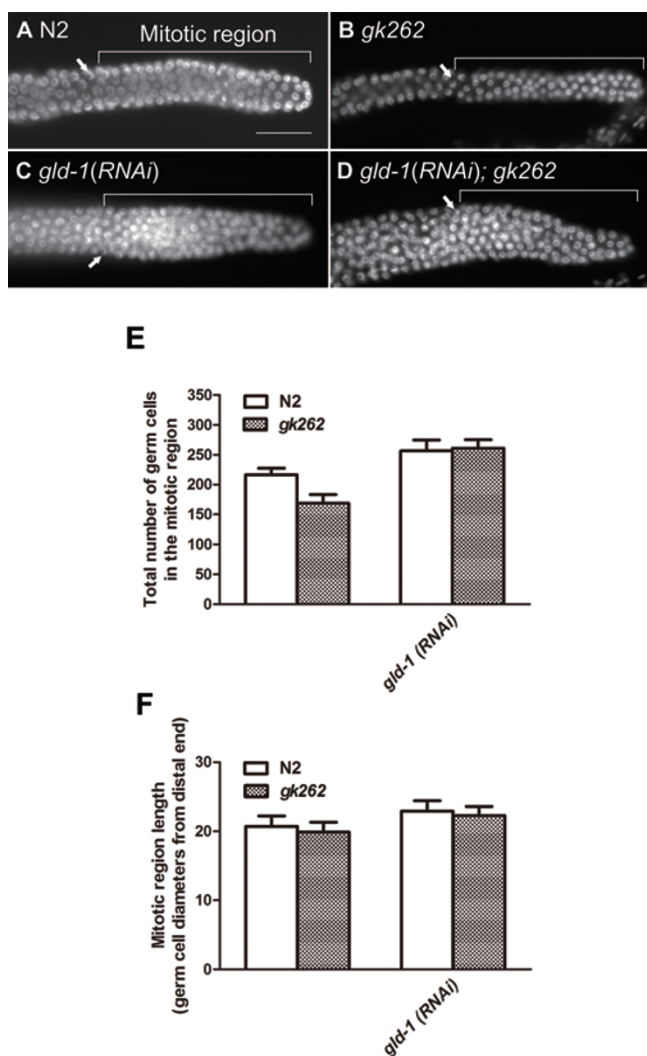 A N2
Mitotic region
B gk262
C gld-1(RNAi)
D gld-1(RNAi); gk262
E
Total number of germ cells
in the mitotic region
350
300
250
200
150
100
50
0
N2
gk262
gld-1 (RNAi)
F
Mitotic region length
(germ cell diameters from distal end)
30
20
10
0
N2
gk262
gld-1 (RNAi)